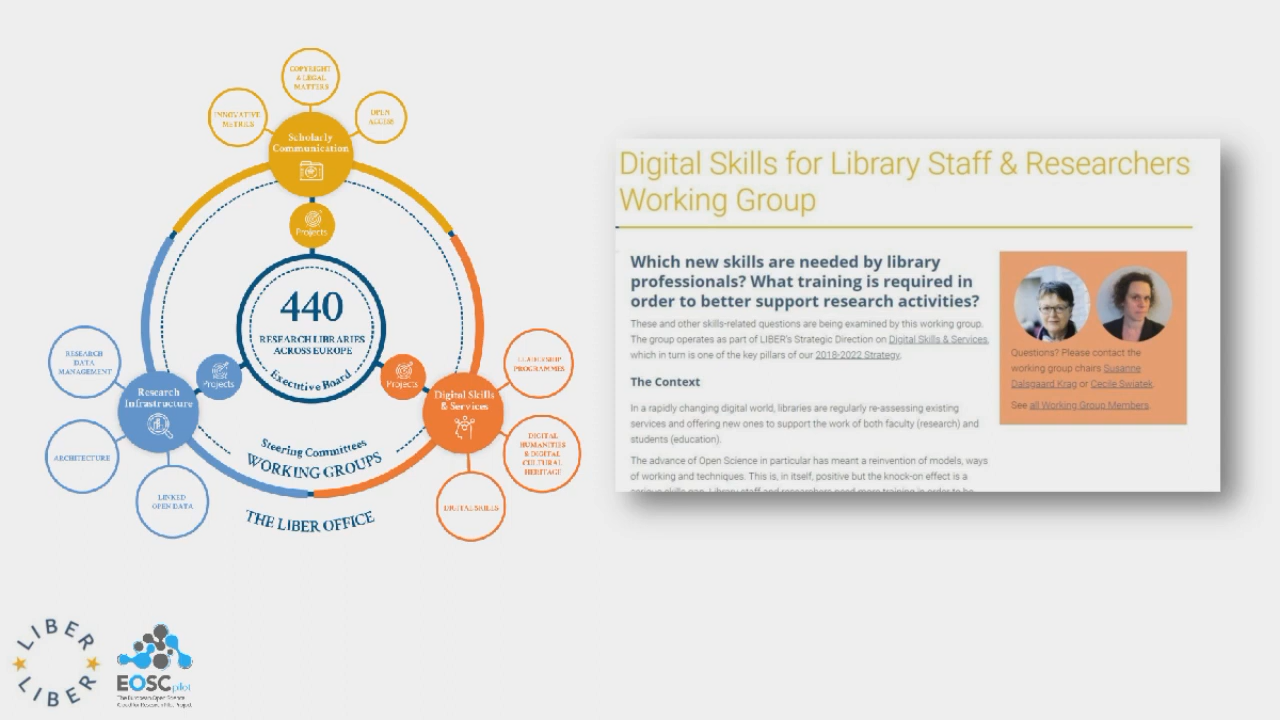 COPYRIGHT
& LEGAL
MATTERS
INNOVATIVE
METRICS
OPEN
ACCESS
Scholarly
Communication
Projects
440
RESEARCH LIBRARIES
ACROSS EUROPE
Executive Board
RESEARCH
DATA
MANAGEMENT
Projects
Research
Infrastructure
ARCHITECTURE
LINKED
OPEN DATA
Projects
LEADERSHIP
PROGRAMMES
Digital Skills
& Services
DIGITAL
HUMANITIES
& DIGITAL
CULTURAL
HERITAGE
DIGITAL SKILLS
Steering Committees
WORKING GROUPS
THE LIBER OFFICE
Digital Skills for Library Staff & Researchers
Working Group
Which new skills are needed by library
professionals? What training is required in
order to better support research activities?
These and other skills-related questions are being examined by this working group.
The group operates as part of LIBER's Strategic Direction on Digital Skills & Services,
which in turn is one of the key pillars of our 2018-2022 Strategy.
The Context
In a rapidly changing digital world, libraries are regularly re-assessing existing
services and offering new ones to support the work of both faculty (research) and
students (education).
The advance of Open Science in particular has meant a reinvention of models, ways
of working and techniques. This is, in itself, positive but the knock-on effect is a
Questions? Please contact the
working group chairs Susanne
Dalsgaard Krag or Cecile Swiatek.
See all Working Group Members.
LIBER
LIBER
EOSC pilot
The European Open Science
Cloud for Research Pilot Project